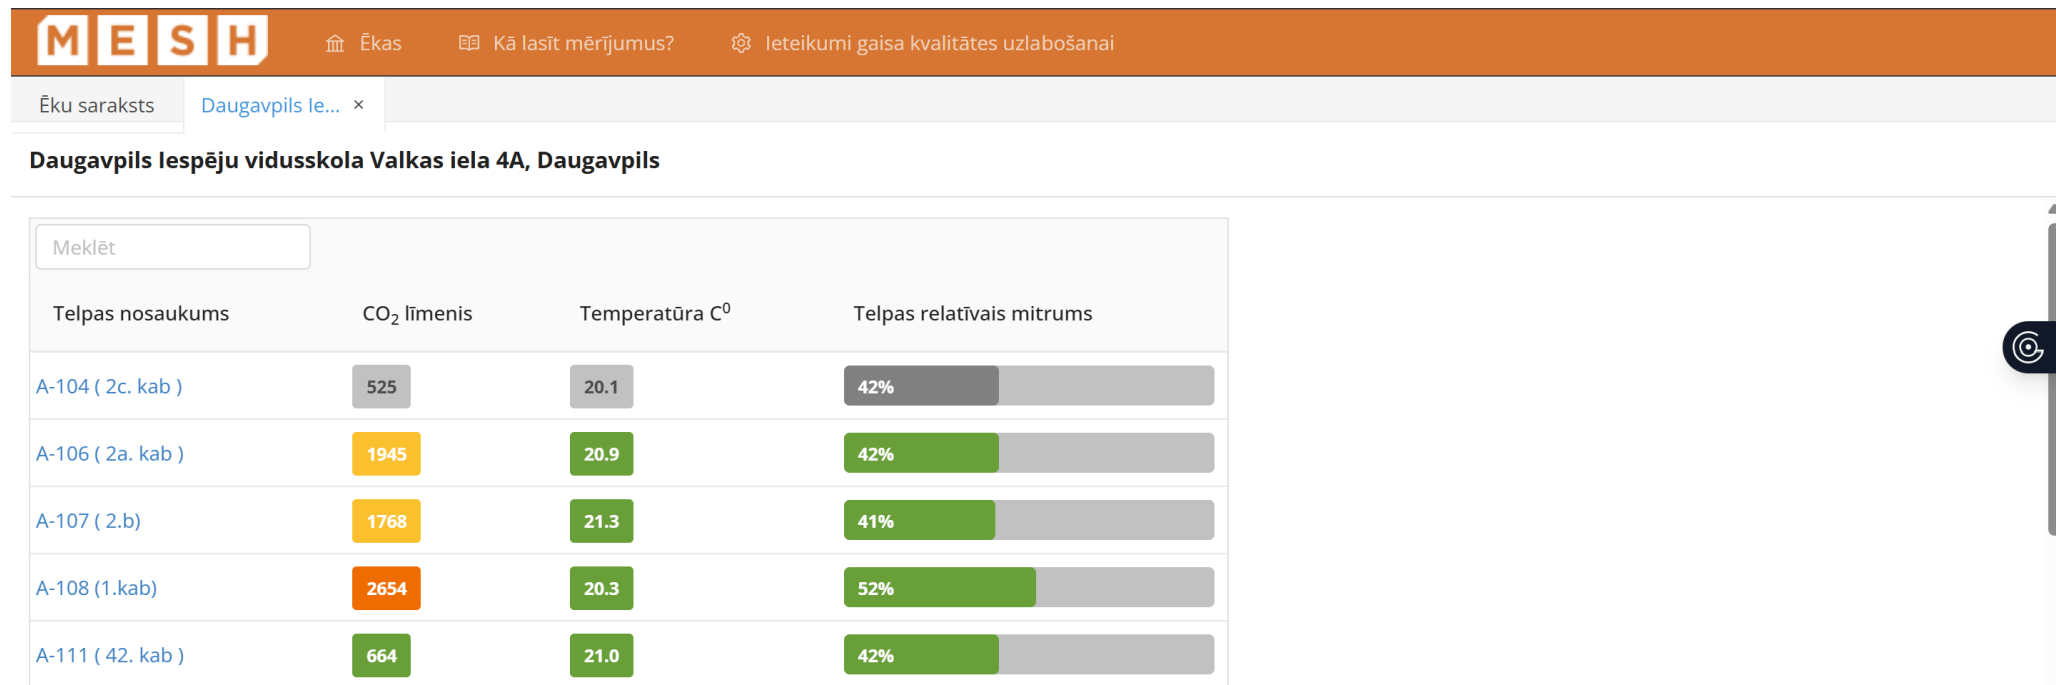 MESH Ēkas Kā lasīt mērījumus? Ieteikumi gaisa kvalitātes uzlabošanai
Ēku saraksts Daugavpils Ie... ×
Daugavpils Iespēju vidusskola Valkas iela 4A, Daugavpils
Meklēt
Telpas nosaukums CO₂ līmenis Temperatūra C⁰ Telpas relatīvais mitrums
A-104 ( 2c. kab ) 525 20.1 42%
A-106 ( 2a. kab ) 1945 20.9 42%
A-107 ( 2.b) 1768 21.3 41%
A-108 (1.kab) 2654 20.3 52%
A-111 ( 42. kab ) 664 21.0 42%